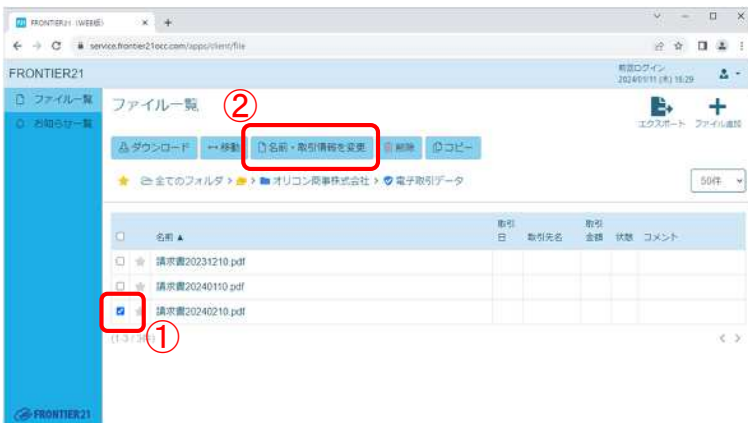 FRONTIER21 (WEB版)
service.frontier21occ.com/apps/client/file
FRONTIER21
前回ログイン
2024/01/11 (木) 15:29
ファイル一覧
お知らせ一覧
ファイル一覧
②
エクスポート
ファイル追加
ダウンロード 移動 名前・取引情報を変更 削除 コピー
全てのフォルダ > > オリコン商事株式会社 > 電子取引データ
50件
名前▲ 取引日 取引先名 取引金額 状態 コメント
請求書20231210.pdf
請求書20240110.pdf
請求書20240210.pdf
①
FRONTIER21